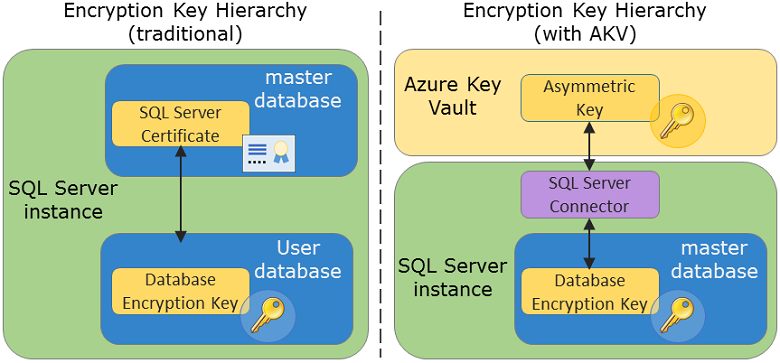 Encryption Key Hierarchy
(traditional)
master
database
SQL Server
Certificate
SQL Server
instance
User
database
Database
Encryption Key
Encryption Key Hierarchy
(with AKV)
Azure Key
Vault
Asymmetric
Key
SQL Server
Connector
SQL Server
instance
master
database
Database
Encryption Key